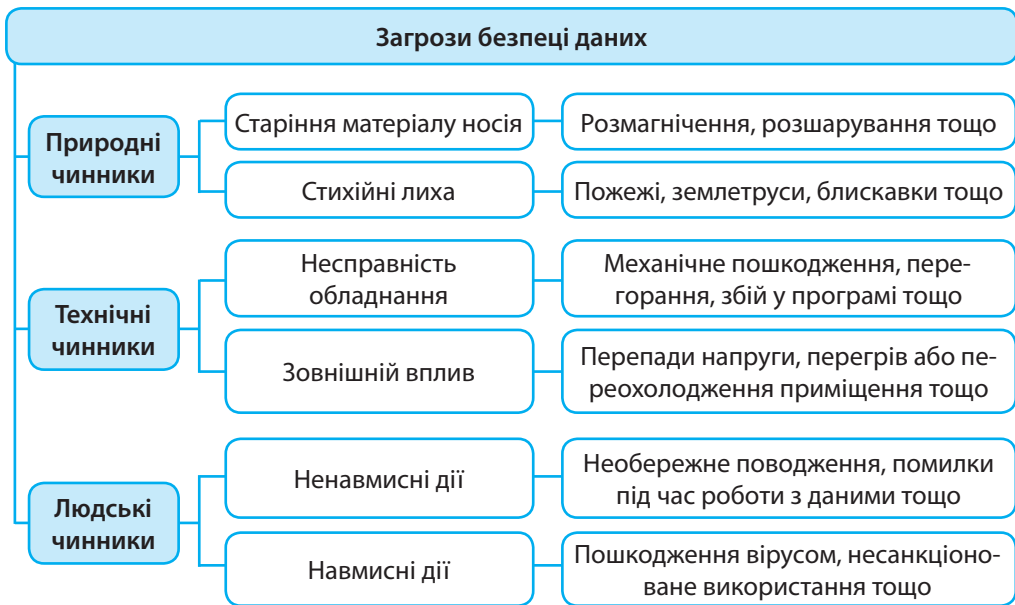 Загрози безпеці даних
Природні
чинники
Старіння матеріалу носія
Розмагнічення, розшарування тощо
Стихійні лиха
Пожежі, землетруси, блискавки тощо
Технічні
чинники
Несправність
обладнання
Механічне пошкодження, пере-
горання, збій у програмі тощо
Зовнішній вплив
Перепади напруги, перегрів або пе-
реохолодження приміщення тощо
Людські
чинники
Ненавмисні дії
Необережне поводження, помилки
під час роботи з даними тощо
Навмисні дії
Пошкодження вірусом, несанкціоно-
ване використання тощо